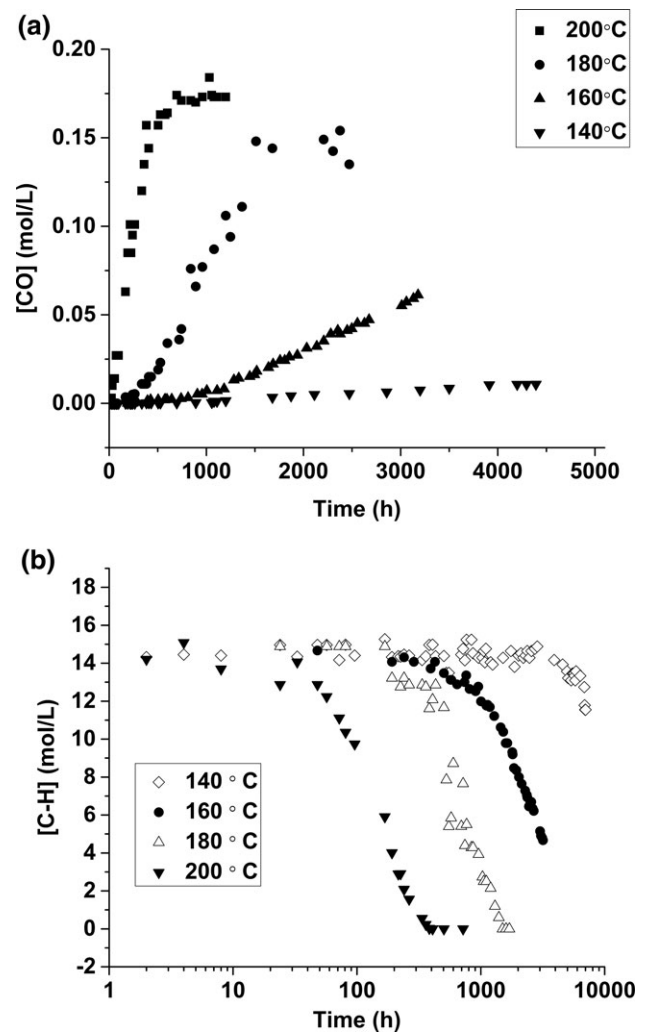 (a)
200°C
180°C
160°C
140°C
0.20
0.15
0.10
0.05
0.00
[CO] (mol/L)
0 1000 2000 3000 4000 5000
Time (h)
(b)
18
16
14
12
10
8
6
4
2
0
-2
[C-H] (mol/L)
140 ° C
160 ° C
180 ° C
200 ° C
1 10 100 1000 10000
Time (h)